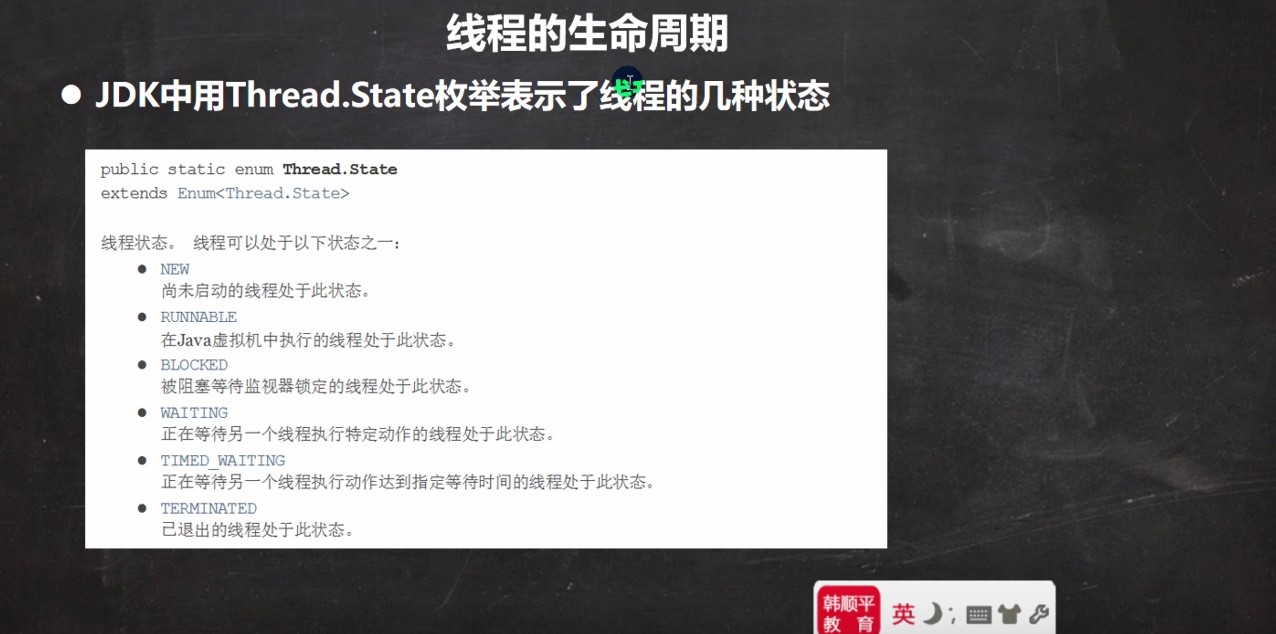 线程的生命周期
● JDK中用Thread.State枚举表示了线程的几种状态
public static enum Thread.State
extends Enum<Thread.State>
线程状态。 线程可以处于以下状态之一:
● NEW
尚未启动的线程处于此状态。
● RUNNABLE
在Java虚拟机中执行的线程处于此状态。
● BLOCKED
被阻塞等待监视器锁定的线程处于此状态。
● WAITING
正在等待另一个线程执行特定动作的线程处于此状态。
● TIMED_WAITING
正在等待另一个线程执行动作达到指定等待时间的线程处于此状态。
● TERMINATED
已退出的线程处于此状态。
韩顺平
教 育
英 ;